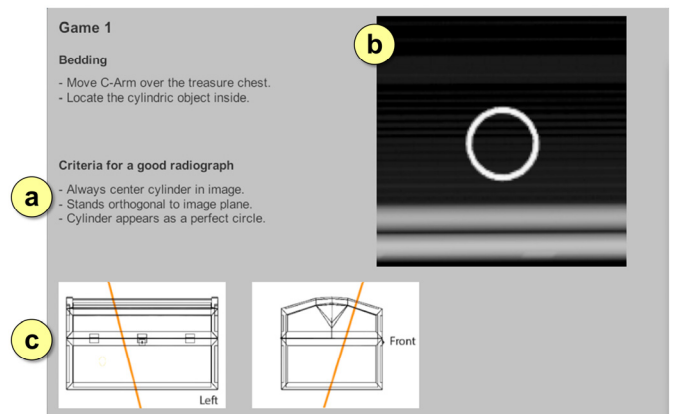 Game 1
Bedding
- Move C-Arm over the treasure chest.
- Locate the cylindric object inside.
Criteria for a good radiograph
- Always center cylinder in image.
- Stands orthogonal to image plane.
- Cylinder appears as a perfect circle.
a
b
c
Left
Front